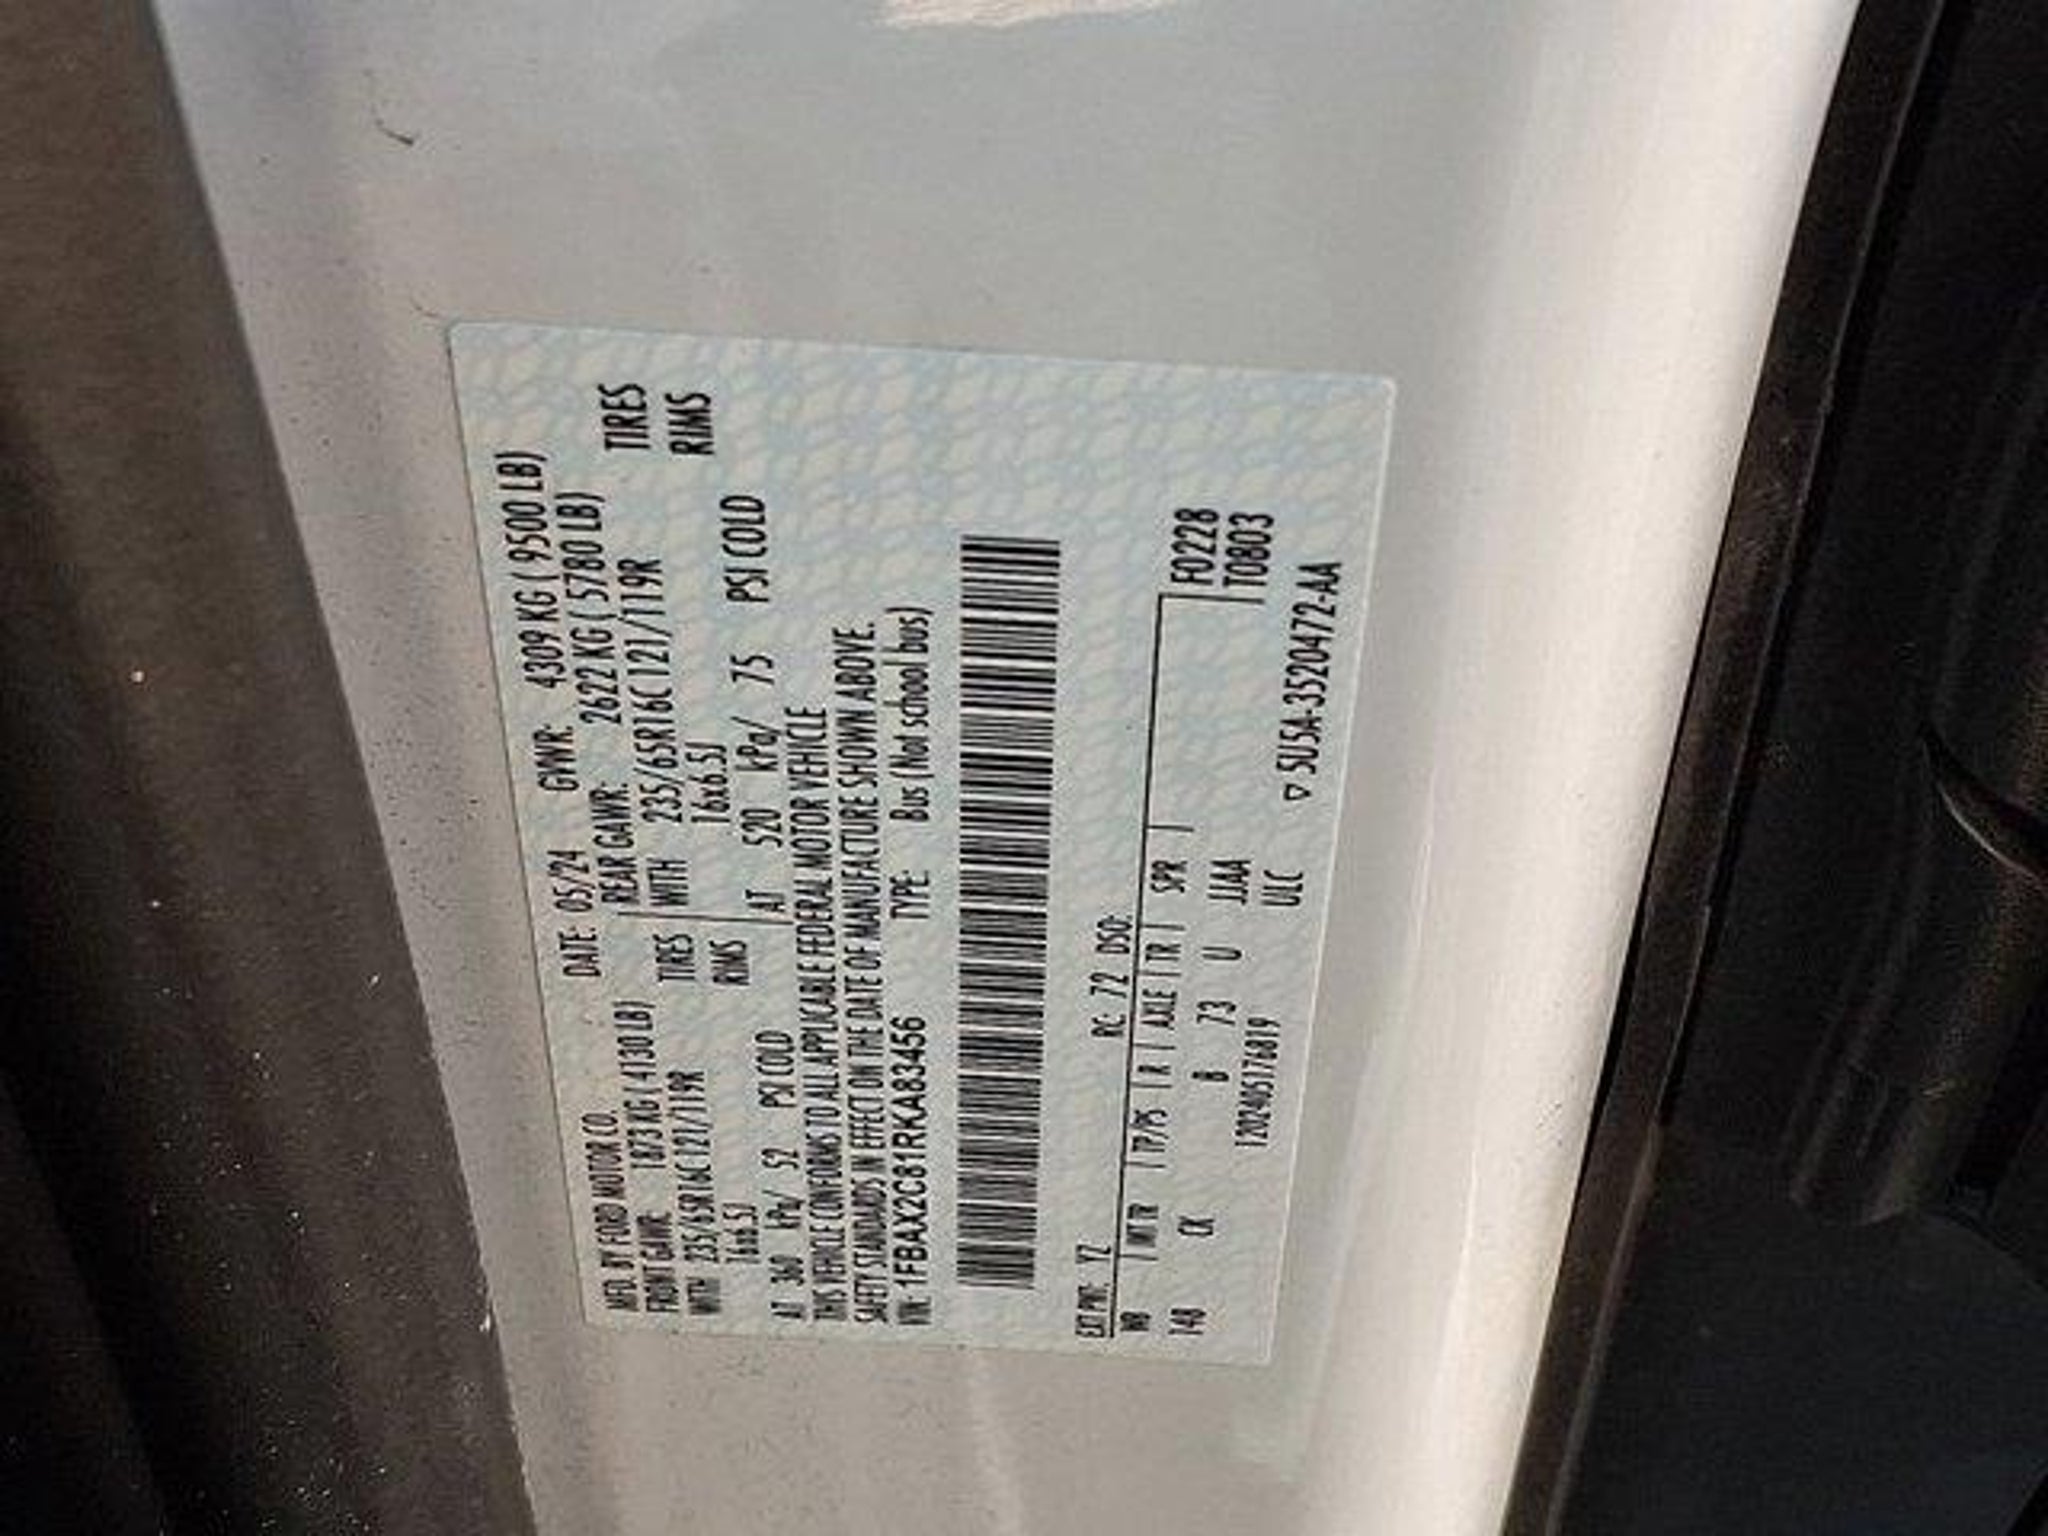 MFD. BY FORD MOTOR CO. DATE: 05/24 GVWR: 4309 KG ( 9500 LB)
FRONT GAWR: 1873 KG ( 4130 LB) REAR GAWR: 2622 KG ( 5780 LB)
WITH 235/65R16C 121/119R TIRES WITH 235/65R16C 121/119R TIRES
16x6.5J RIMS 16x6.5J RIMS
AT 360 kPa/ 52 PSI COLD AT 520 kPa/ 75 PSI COLD
THIS VEHICLE CONFORMS TO ALL APPLICABLE FEDERAL MOTOR VEHICLE
SAFETY STANDARDS IN EFFECT ON THE DATE OF MANUFACTURE SHOWN ABOVE.
VIN: 1FBAX2C81RKA83456 TYPE: Bus (Not school bus)
EXT PNT: YZ RC: 72 DSO:
WB | INT TR | TP/PS | R | AXLE | TR | SPR | F0228
148 CK B 73 U JJAA T0803
1202405176819 ULC
▽ SU5A-3520472-AA